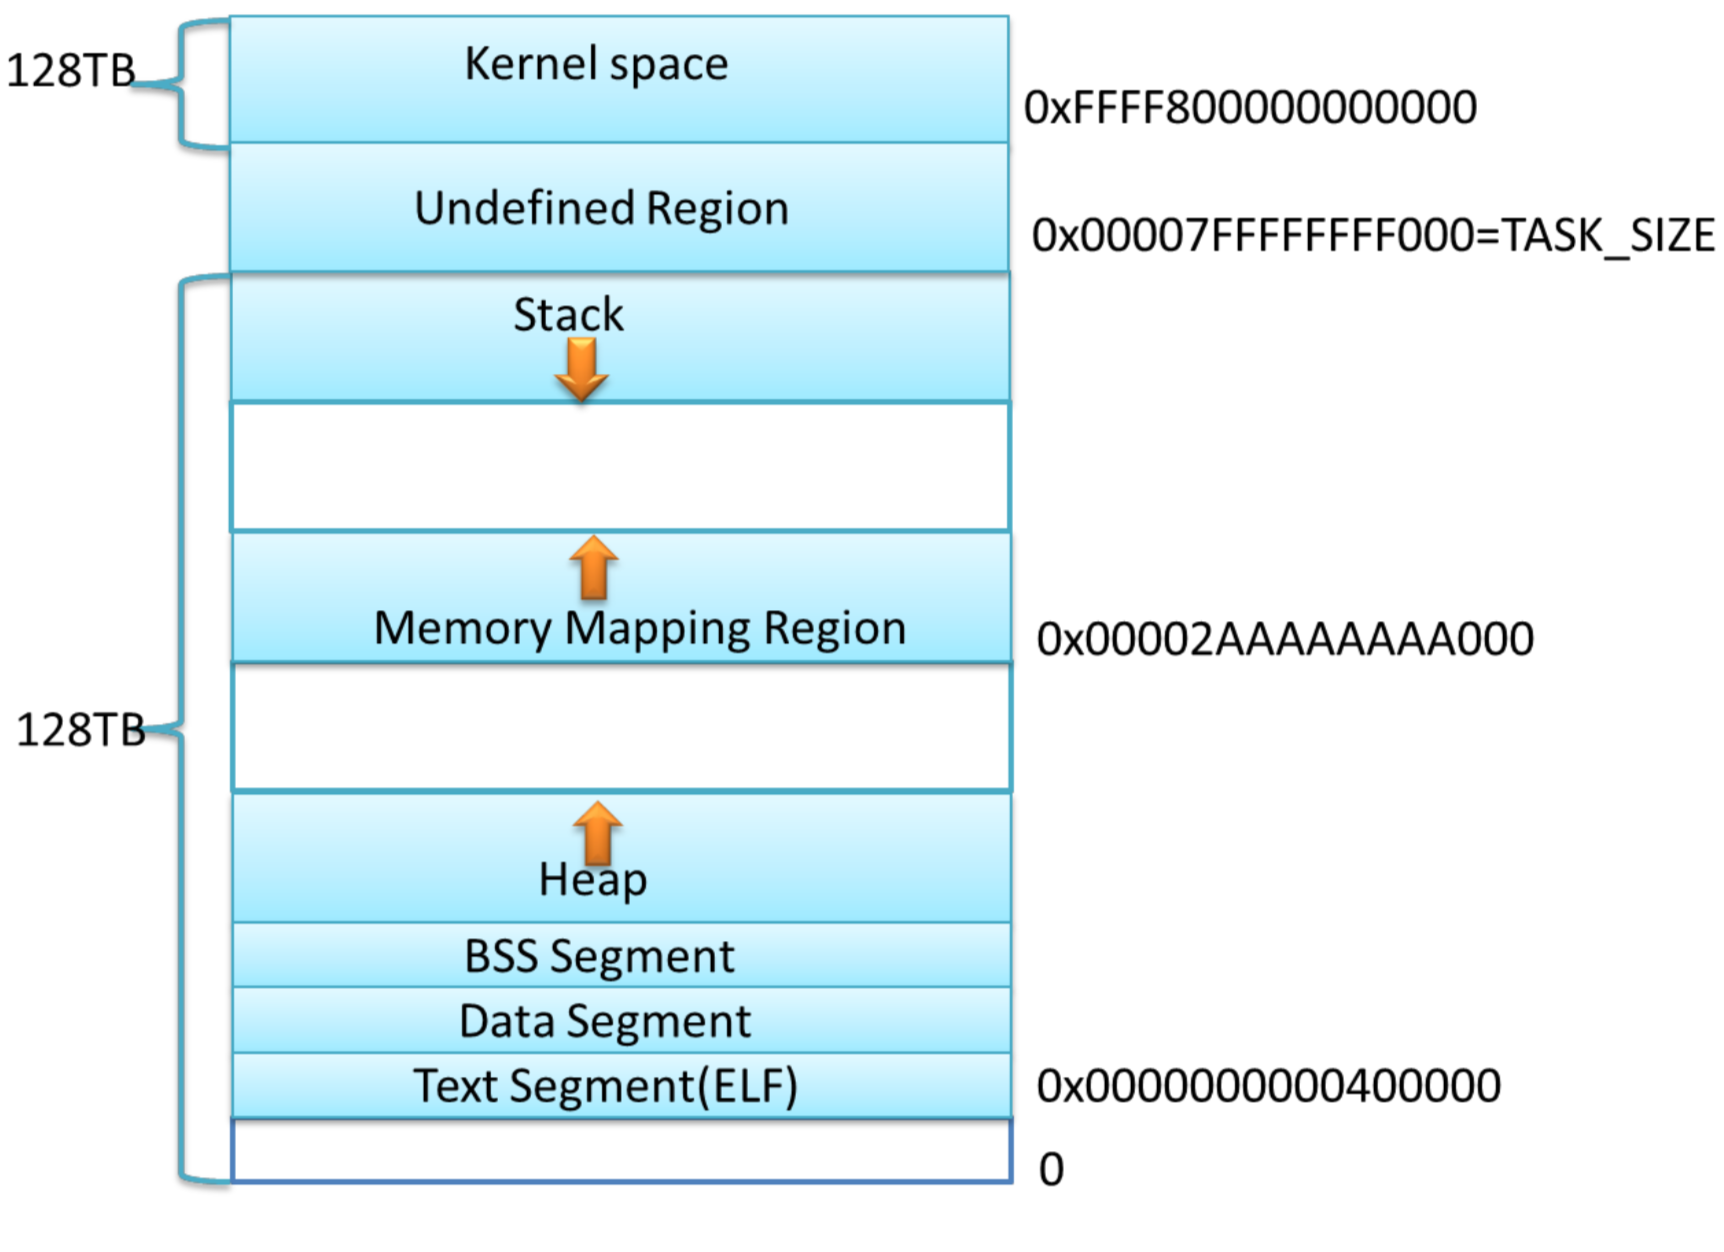 128TB
Kernel space
0xFFFF800000000000
Undefined Region
0x00007FFFFFFFF000=TASK_SIZE
Stack
Memory Mapping Region
0x00002AAAAAAAA000
128TB
Heap
BSS Segment
Data Segment
Text Segment(ELF)
0x0000000000400000
0